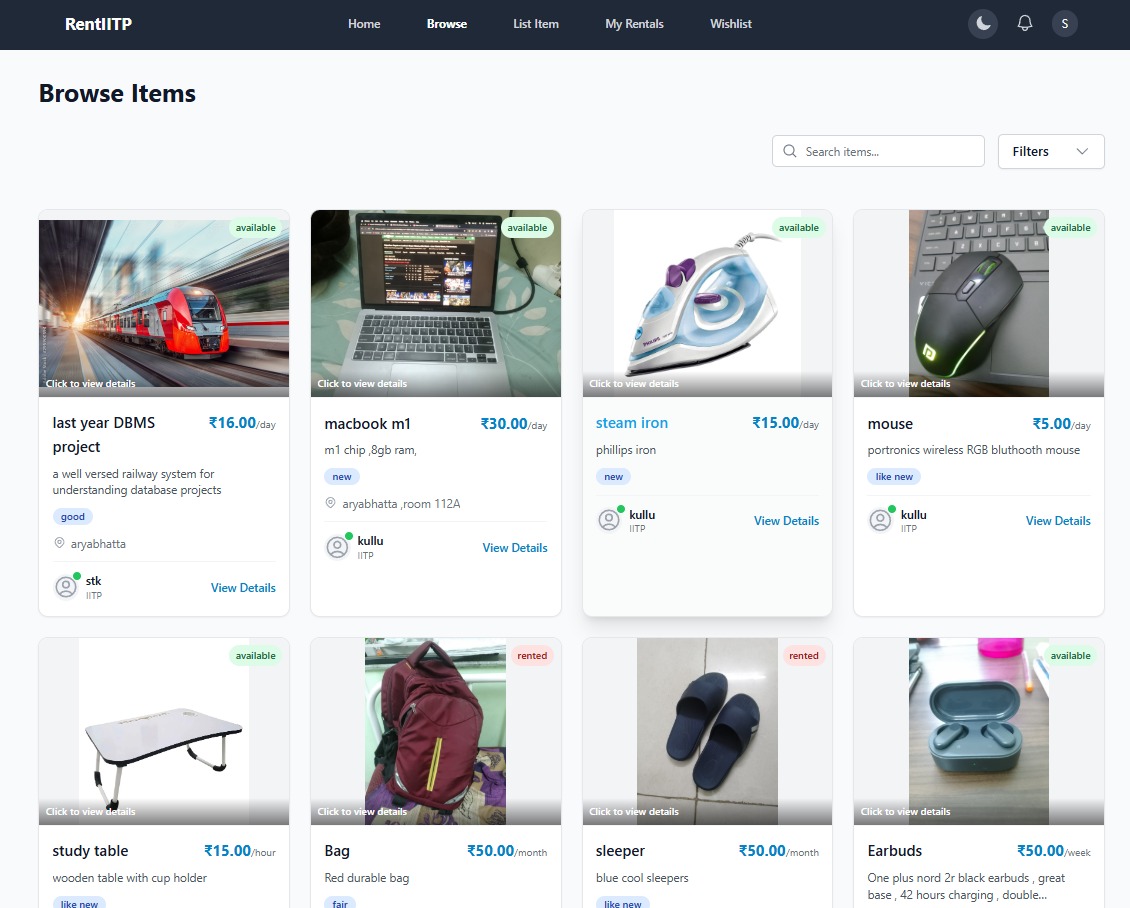 RentIITP Home Browse List Item My Rentals Wishlist S
Browse Items
Search items... Filters
available
Click to view details
last year DBMS
project
₹16.00/day
a well versed railway system for
understanding database projects
good
aryabhatta
stk
IITP
View Details
available
Click to view details
macbook m1 ₹30.00/day
m1 chip ,8gb ram,
new
aryabhatta ,room 112A
kullu
IITP
View Details
available
PHILIPS
Click to view details
steam iron ₹15.00/day
phillips iron
new
kullu
IITP
View Details
available
Click to view details
mouse ₹5.00/day
portronics wireless RGB bluthooth mouse
like new
kullu
IITP
View Details
available
Click to view details
study table ₹15.00/hour
wooden table with cup holder
like new
rented
Click to view details
Bag ₹50.00/month
Red durable bag
fair
rented
Click to view details
sleeper ₹50.00/month
blue cool sleepers
like new
available
Click to view details
Earbuds ₹50.00/week
One plus nord 2r black earbuds , great
base , 42 hours charging , double...